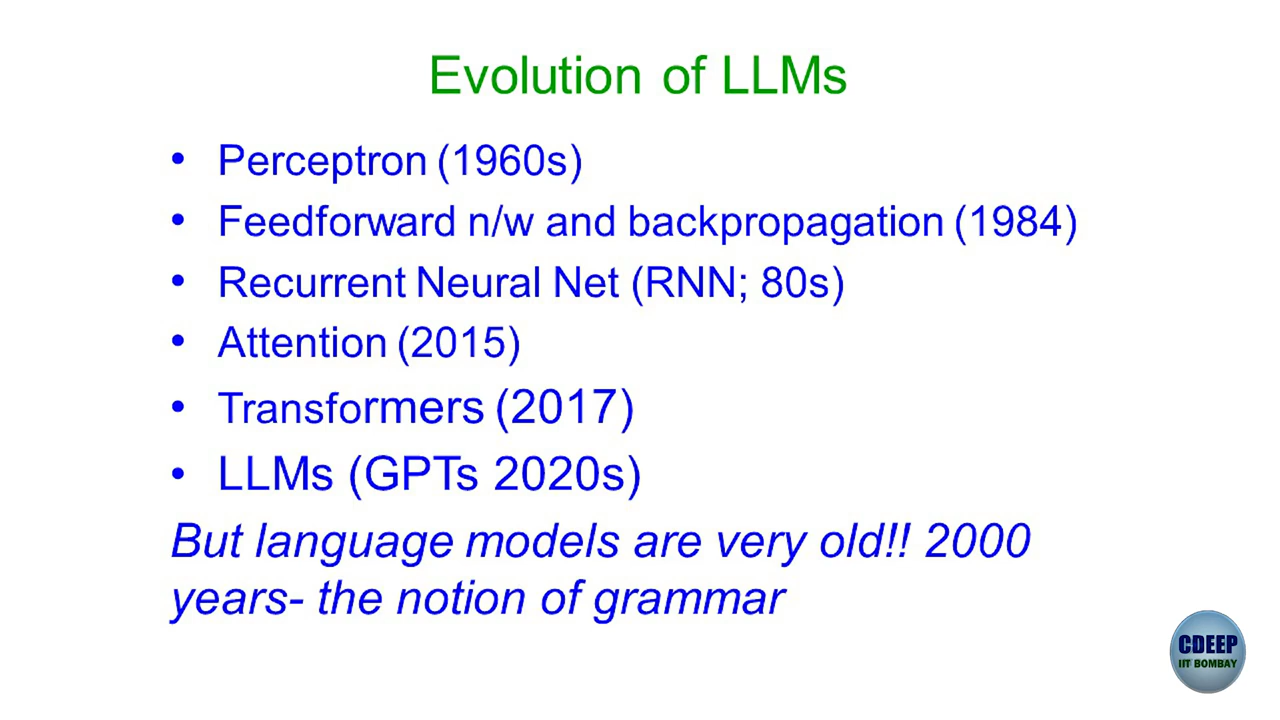 Evolution of LLMs
• Perceptron (1960s)
• Feedforward n/w and backpropagation (1984)
• Recurrent Neural Net (RNN; 80s)
• Attention (2015)
• Transformers (2017)
• LLMs (GPTs 2020s)
But language models are very old!! 2000
years- the notion of grammar
CDEEP
IIT BOMBAY